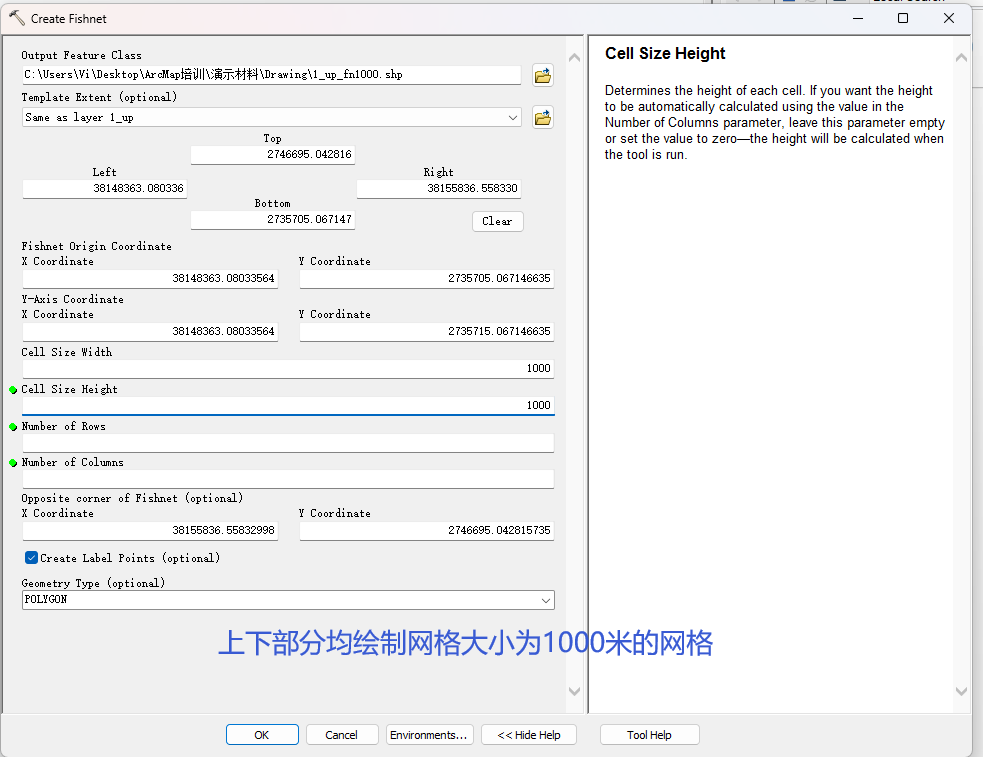 Create Fishnet
Output Feature Class
C:\Users\Vi\Desktop\ArcMap培训\演示材料\Drawing\1_up_fn1000.shp
Template Extent (optional)
Same as layer 1_up
Top
2746695.042816
Left
Right
38148363.080336
38155836.558330
Bottom
2735705.067147
Clear
Fishnet Origin Coordinate
X Coordinate
Y Coordinate
38148363.08033564
2735705.067146635
Y-Axis Coordinate
X Coordinate
Y Coordinate
38148363.08033564
2735715.067146635
Cell Size Width
1000
Cell Size Height
1000
Number of Rows
Number of Columns
Opposite corner of Fishnet (optional)
X Coordinate
Y Coordinate
38155836.55832998
2746695.042815735
Create Label Points (optional)
Geometry Type (optional)
POLYGON
上下部分均绘制网格大小为1000米的网格
Cell Size Height
Determines the height of each cell. If you want the height
to be automatically calculated using the value in the
Number of Columns parameter, leave this parameter empty
or set the value to zero—the height will be calculated when
the tool is run.
OK
Cancel
Environments...
<< Hide Help
Tool Help